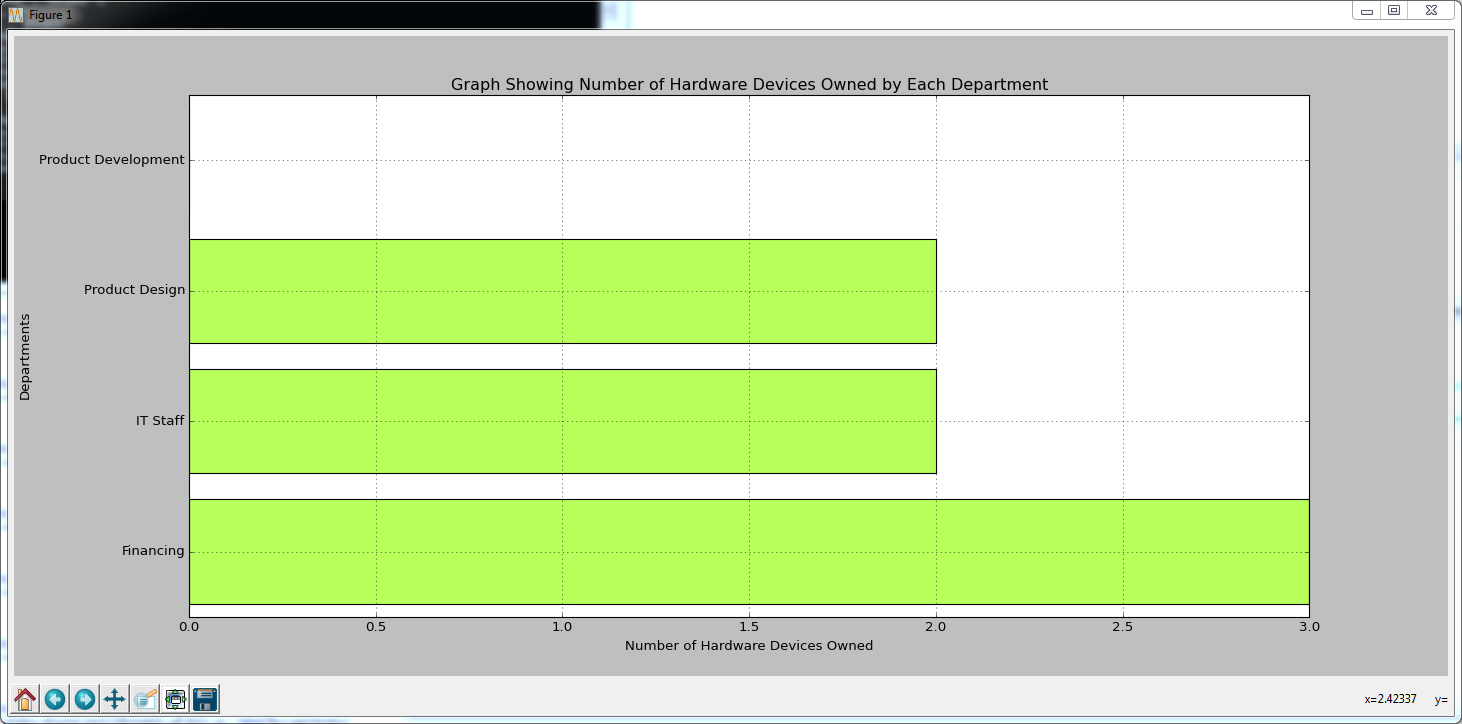 Figure 1
Graph Showing Number of Hardware Devices Owned by Each Department
Product Development
Product Design
IT Staff
Financing
Departments
0.0 0.5 1.0 1.5 2.0 2.5 3.0
Number of Hardware Devices Owned
x=2.42337 y=